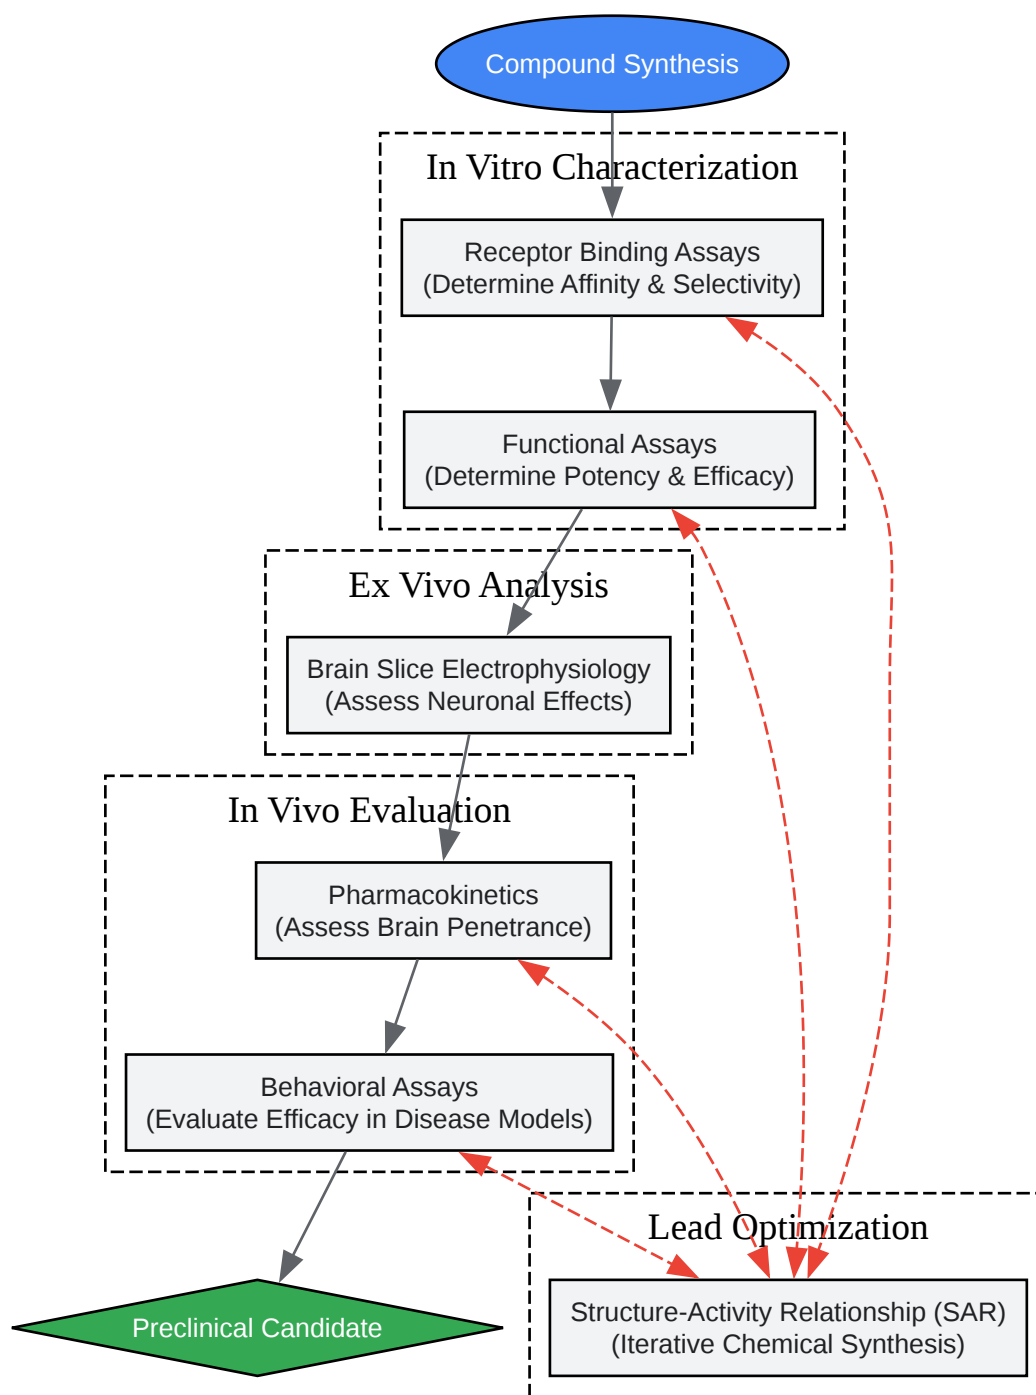 Compound Synthesis
In Vitro Characterization
Receptor Binding Assays
(Determine Affinity & Selectivity)
Functional Assays
(Determine Potency & Efficacy)
Ex Vivo Analysis
Brain Slice Electrophysiology
(Assess Neuronal Effects)
In Vivo Evaluation
Pharmacokinetics
(Assess Brain Penetrance)
Behavioral Assays
(Evaluate Efficacy in Disease Models)
Lead Optimization
Preclinical Candidate
Structure-Activity Relationship (SAR)
(Iterative Chemical Synthesis)